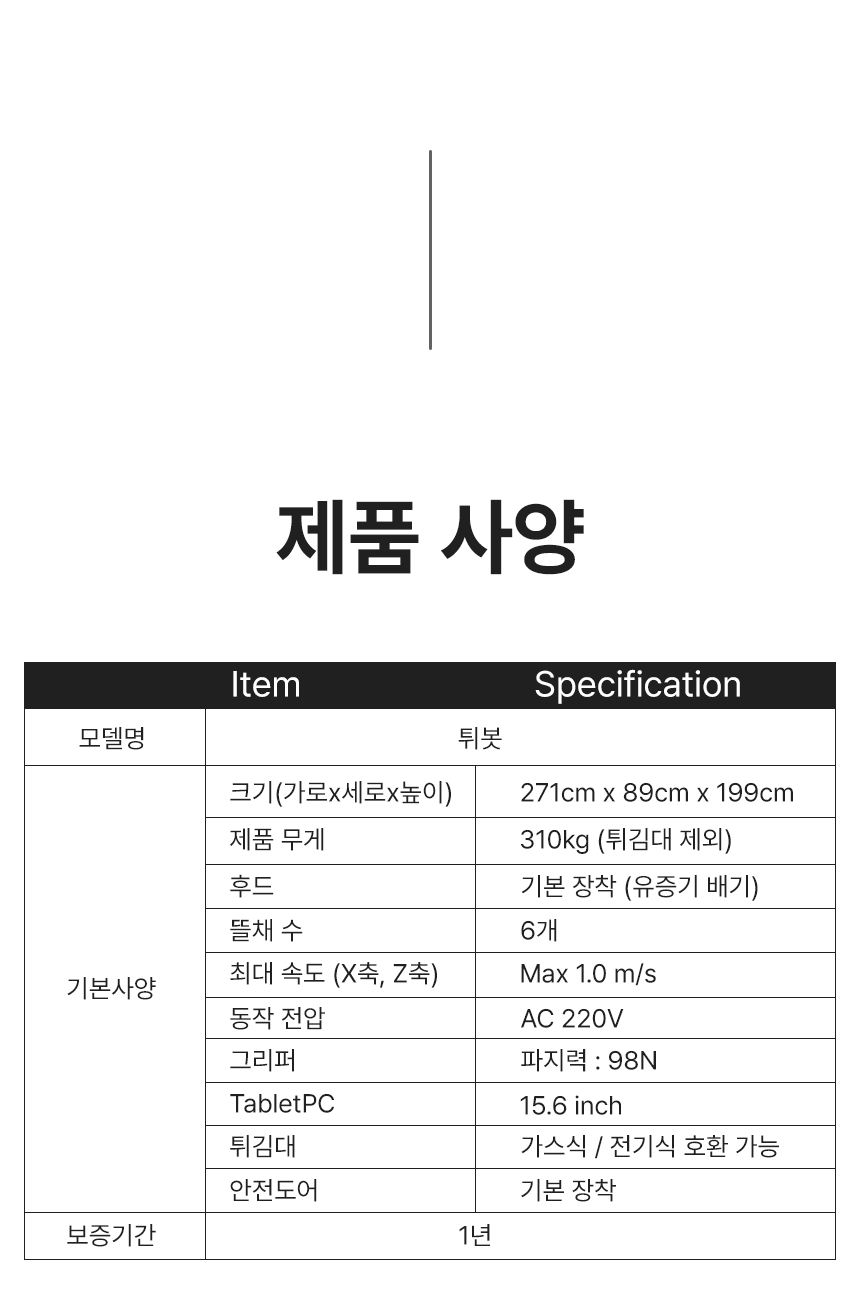 제품 사양
Item Specification
모델명 튀봇
기본사양
크기(가로x세로x높이) 271cm x 89cm x 199cm
제품 무게 310kg (튀김대 제외)
후드 기본 장착 (유증기 배기)
뜰채 수 6개
최대 속도 (X축, Z축) Max 1.0 m/s
동작 전압 AC 220V
그리퍼 파지력 : 98N
TabletPC 15.6 inch
튀김대 가스식 / 전기식 호환 가능
안전도어 기본 장착
보증기간 1년